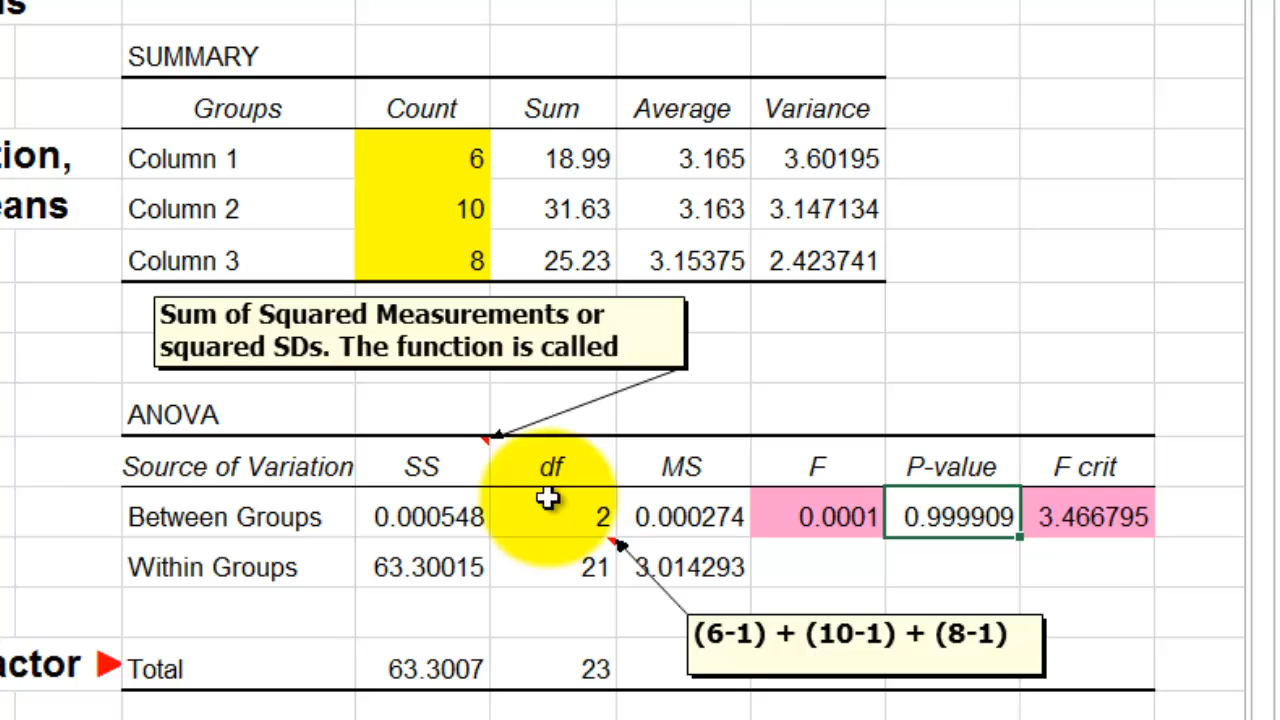 SUMMARY
Groups Count Sum Average Variance
tion, Column 1 6 18.99 3.165 3.60195
eans Column 2 10 31.63 3.163 3.147134
Column 3 8 25.23 3.15375 2.423741
Sum of Squared Measurements or
squared SDs. The function is called
ANOVA
Source of Variation SS df MS F P-value F crit
Between Groups 0.000548 2 0.000274 0.0001 0.999909 3.466795
Within Groups 63.30015 21 3.014293
(6-1) + (10-1) + (8-1)
actor Total 63.3007 23